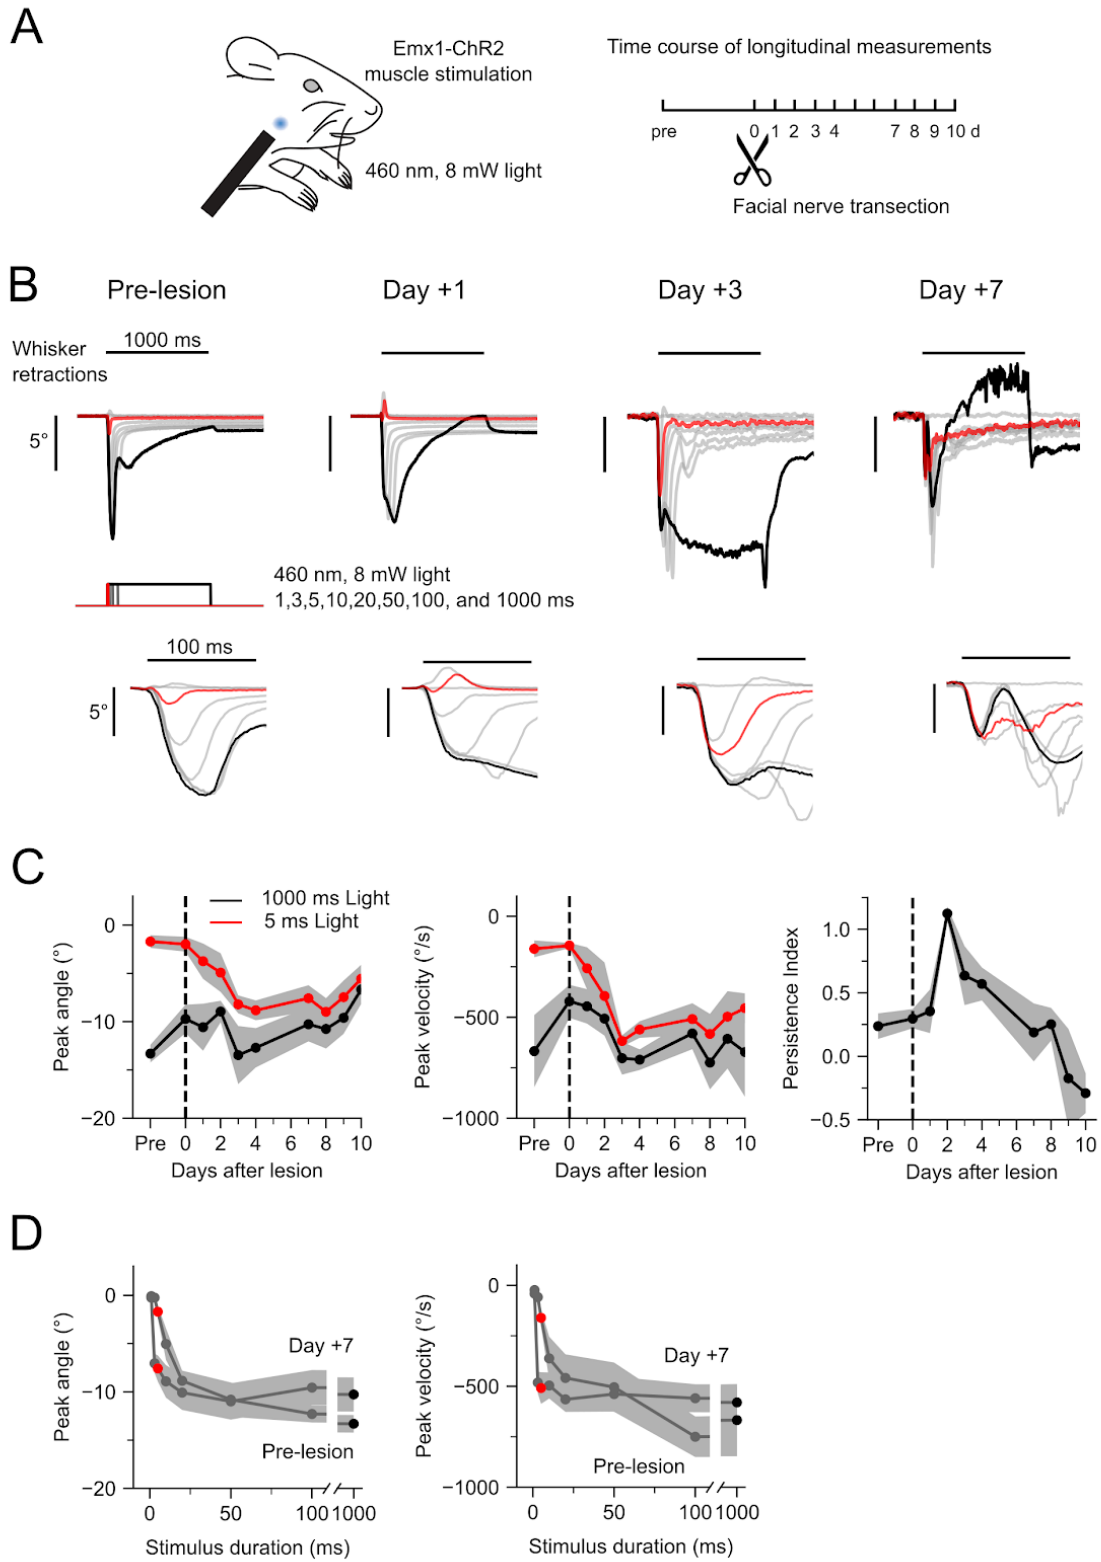 A
Emx1-ChR2
muscle stimulation
460 nm, 8 mW light
Time course of longitudinal measurements
pre 0 1 2 3 4 7 8 9 10 d
Facial nerve transection
B
Pre-lesion Day +1 Day +3 Day +7
Whisker
retractions
1000 ms
5°
460 nm, 8 mW light
1,3,5,10,20,50,100, and 1000 ms
100 ms
5°
C
1000 ms Light
5 ms Light
Peak angle (°)
0
−10
−20
Pre 0 2 4 6 8 10
Days after lesion
Peak velocity (°/s)
0
−500
−1000
Pre 0 2 4 6 8 10
Days after lesion
Persistence Index
1.0
0.5
0.0
−0.5
Pre 0 2 4 6 8 10
Days after lesion
D
Peak angle (°)
0
−10
−20
Day +7
Pre-lesion
0 50 100 1000
Stimulus duration (ms)
Peak velocity (°/s)
0
−500
−1000
Day +7
Pre-lesion
0 50 100 1000
Stimulus duration (ms)